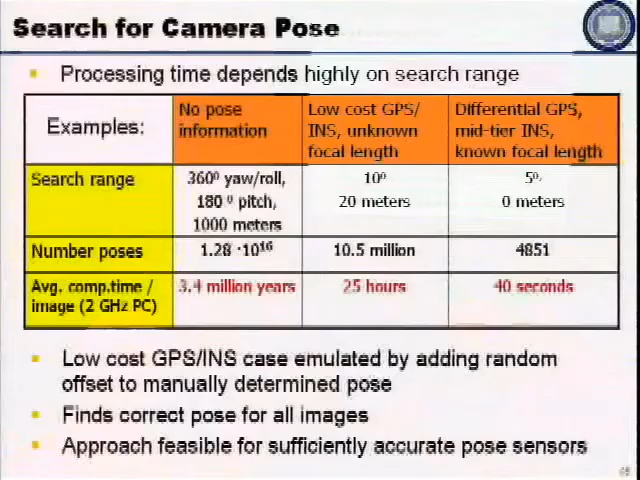 Search for Camera Pose
Processing time depends highly on search range
Examples:
No pose
information
Low cost GPS/
INS, unknown
focal length
Differential GPS,
mid-tier INS,
known focal length
Search range
360⁰ yaw/roll,
180 ⁰ pitch,
1000 meters
10⁰
20 meters
5⁰,
0 meters
Number poses
1.28 ·10¹⁶
10.5 million
4851
Avg. comp.time /
image (2 GHz PC)
3.4 million years
25 hours
40 seconds
Low cost GPS/INS case emulated by adding random
offset to manually determined pose
Finds correct pose for all images
Approach feasible for sufficiently accurate pose sensors